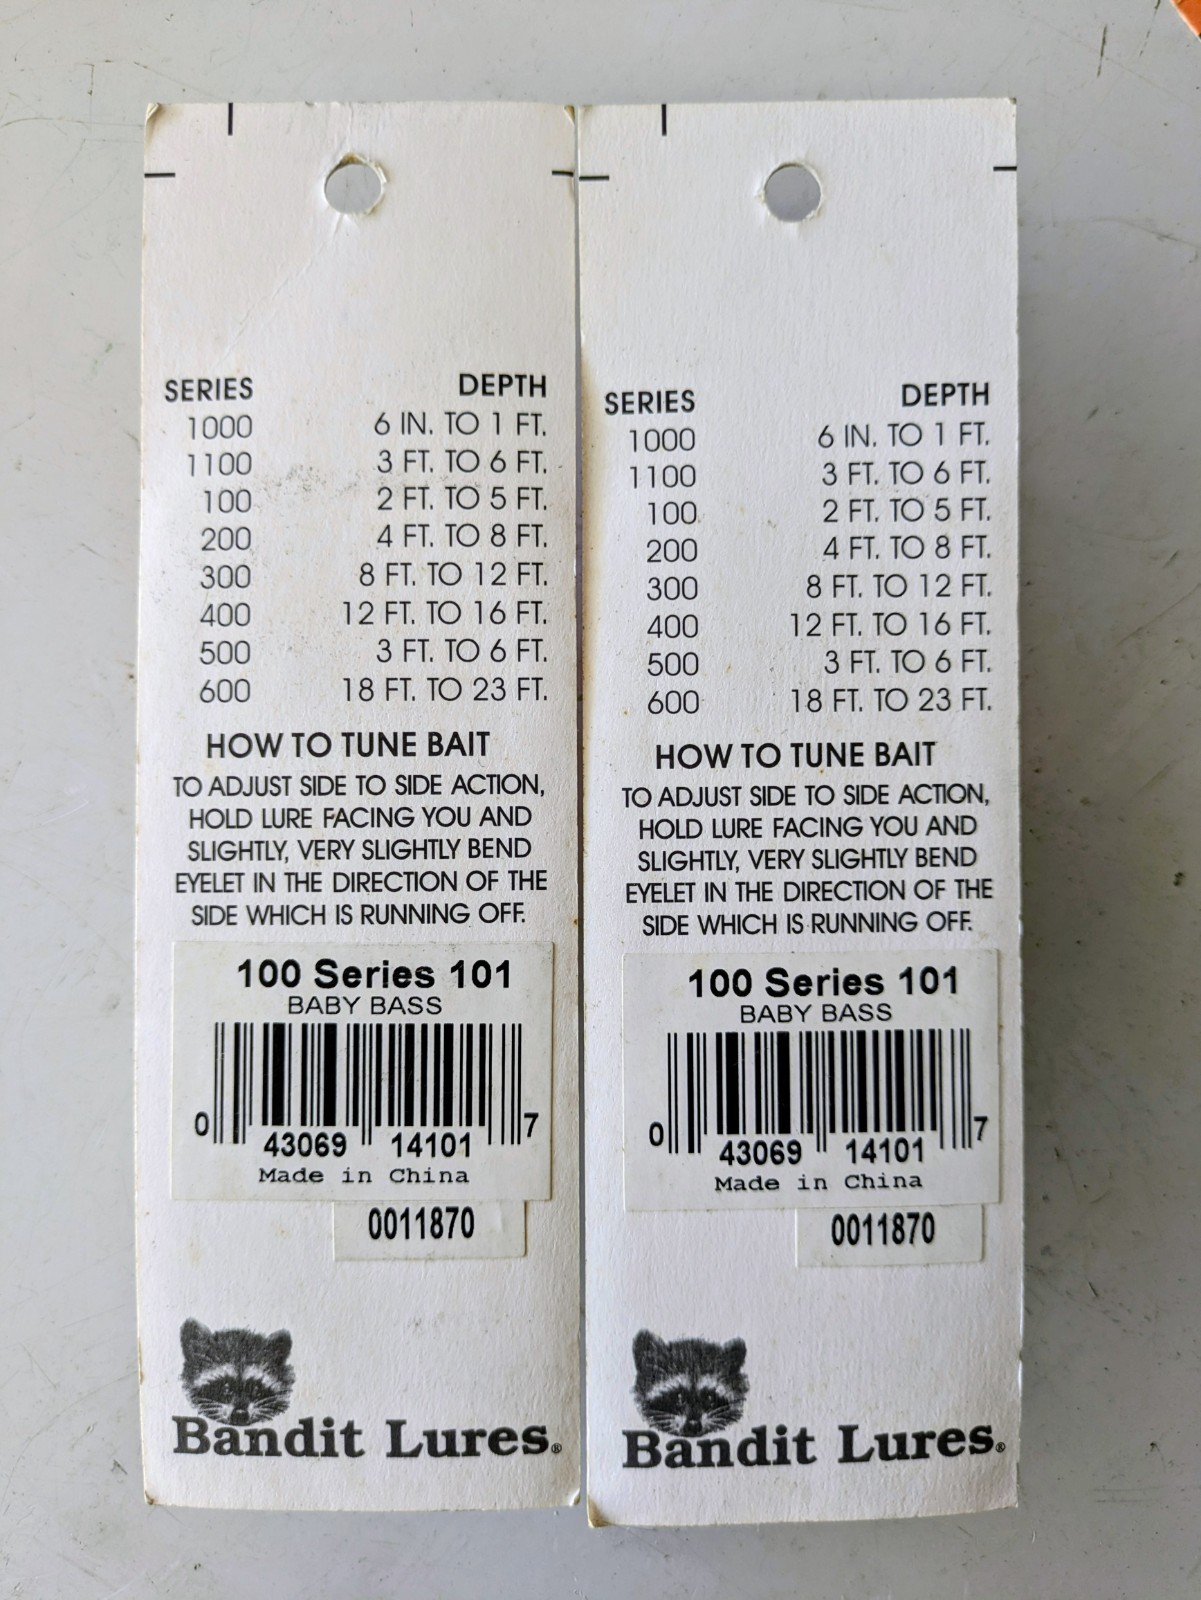 SERIES DEPTH
1000 6 IN. TO 1 FT.
1100 3 FT. TO 6 FT.
100 2 FT. TO 5 FT.
200 4 FT. TO 8 FT.
300 8 FT. TO 12 FT.
400 12 FT. TO 16 FT.
500 3 FT. TO 6 FT.
600 18 FT. TO 23 FT.
HOW TO TUNE BAIT
TO ADJUST SIDE TO SIDE ACTION,
HOLD LURE FACING YOU AND
SLIGHTLY, VERY SLIGHTLY BEND
EYELET IN THE DIRECTION OF THE
SIDE WHICH IS RUNNING OFF.
100 Series 101
BABY BASS
0 43069 14101 7
Made in China
0011870
Bandit Lures®
SERIES DEPTH
1000 6 IN. TO 1 FT.
1100 3 FT. TO 6 FT.
100 2 FT. TO 5 FT.
200 4 FT. TO 8 FT.
300 8 FT. TO 12 FT.
400 12 FT. TO 16 FT.
500 3 FT. TO 6 FT.
600 18 FT. TO 23 FT.
HOW TO TUNE BAIT
TO ADJUST SIDE TO SIDE ACTION,
HOLD LURE FACING YOU AND
SLIGHTLY, VERY SLIGHTLY BEND
EYELET IN THE DIRECTION OF THE
SIDE WHICH IS RUNNING OFF.
100 Series 101
BABY BASS
0 43069 14101 7
Made in China
0011870
Bandit Lures®